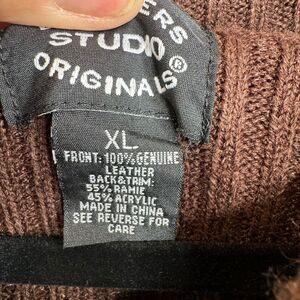 STUDIO
ORIGINALS®
XL
FRONT: 100% GENUINE
LEATHER
BACK&TRIM:
55% RAMIE
45% ACRYLIC
MADE IN CHINA
SEE REVERSE FOR
CARE